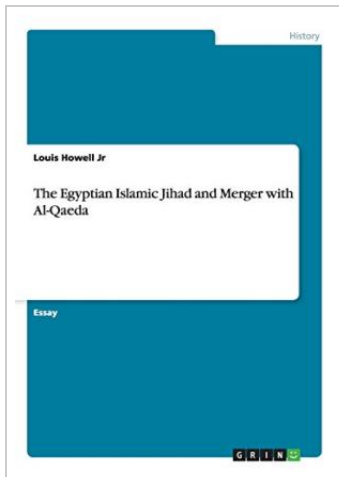 History
Louis Howell Jr
The Egyptian Islamic Jihad and Merger with
Al-Qaeda
Essay
GRIN